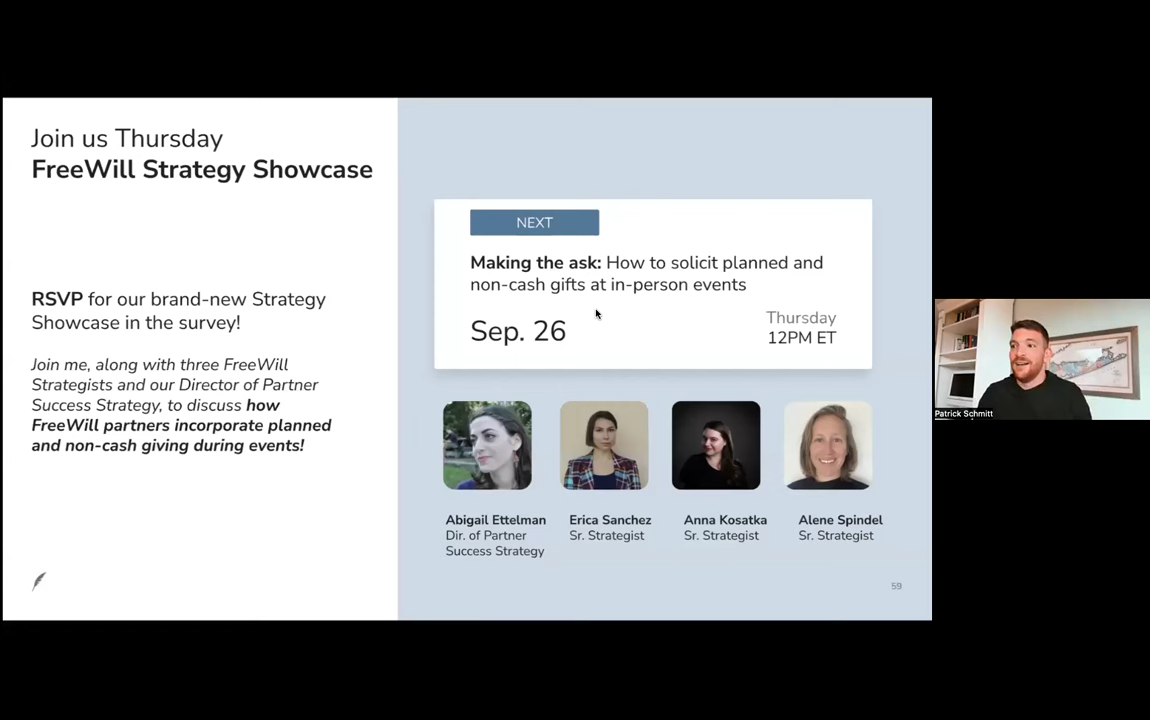 Join us Thursday
FreeWill Strategy Showcase
RSVP for our brand-new Strategy
Showcase in the survey!
Join me, along with three FreeWill
Strategists and our Director of Partner
Success Strategy, to discuss how
FreeWill partners incorporate planned
and non-cash giving during events!
NEXT
Making the ask: How to solicit planned and
non-cash gifts at in-person events
Sep. 26
Thursday
12PM ET
Abigail Ettelman
Dir. of Partner
Success Strategy
Erica Sanchez
Sr. Strategist
Anna Kosatka
Sr. Strategist
Alene Spindel
Sr. Strategist
59
Patrick Schmitt